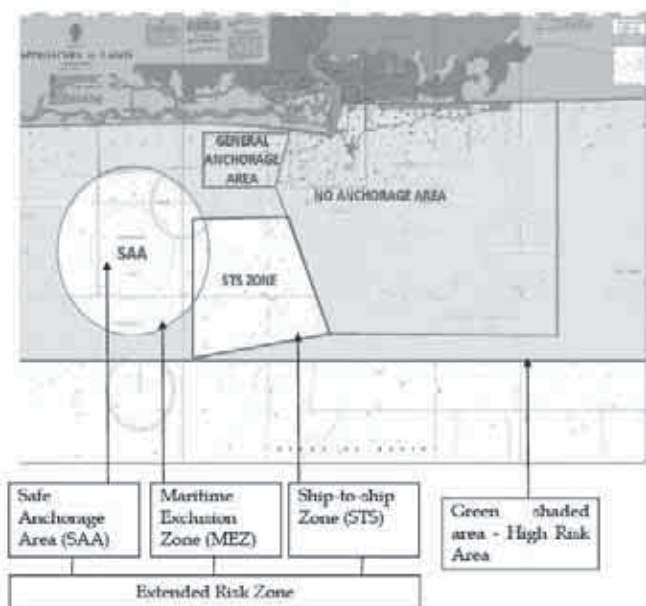 APPROACHES TO LAGOS
GENERAL
ANCHORAGE
AREA
NO ANCHORAGE AREA
SAA
STS ZONE
Safe
Anchorage
Area (SAA)
Maritime
Exclusion
Zone (MEZ)
Ship-to-ship
Zone (STS)
Green shaded
area - High Risk
Area
Extended Risk Zone